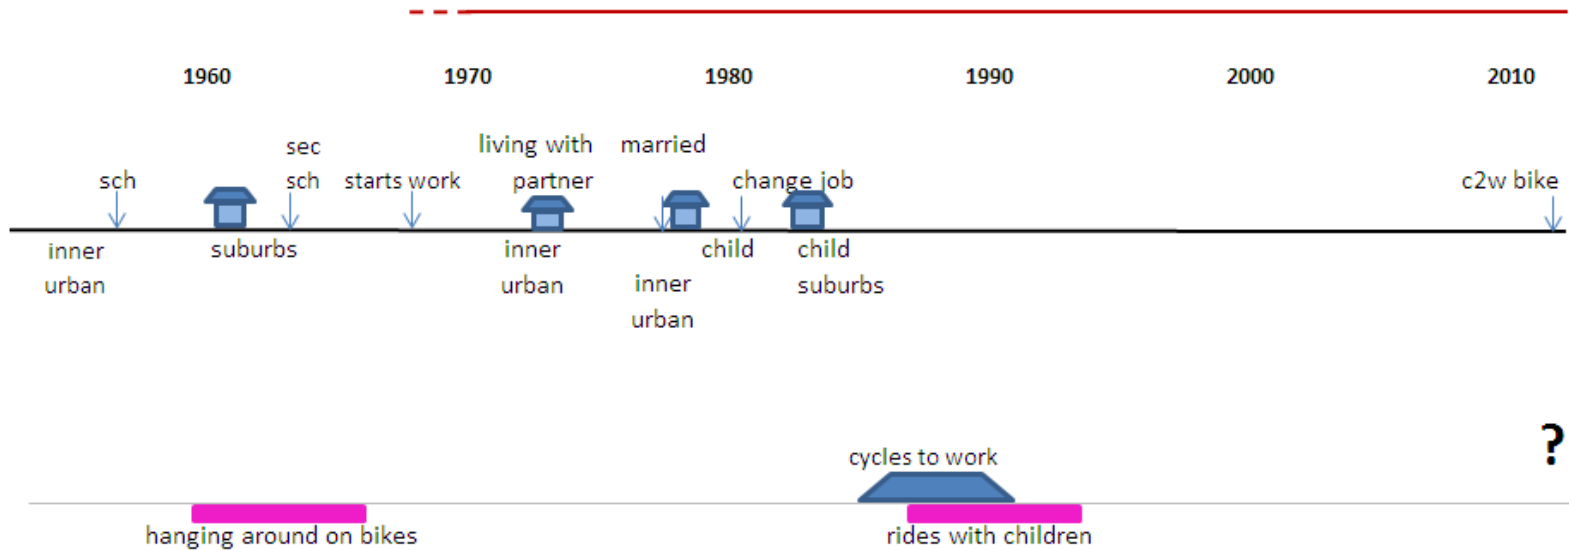 1960 1970 1980 1990 2000 2010
sec living with married
sch sch starts work partner change job c2w bike
inner suburbs inner child child
urban urban inner suburbs
urban
?
cycles to work
hanging around on bikes rides with children